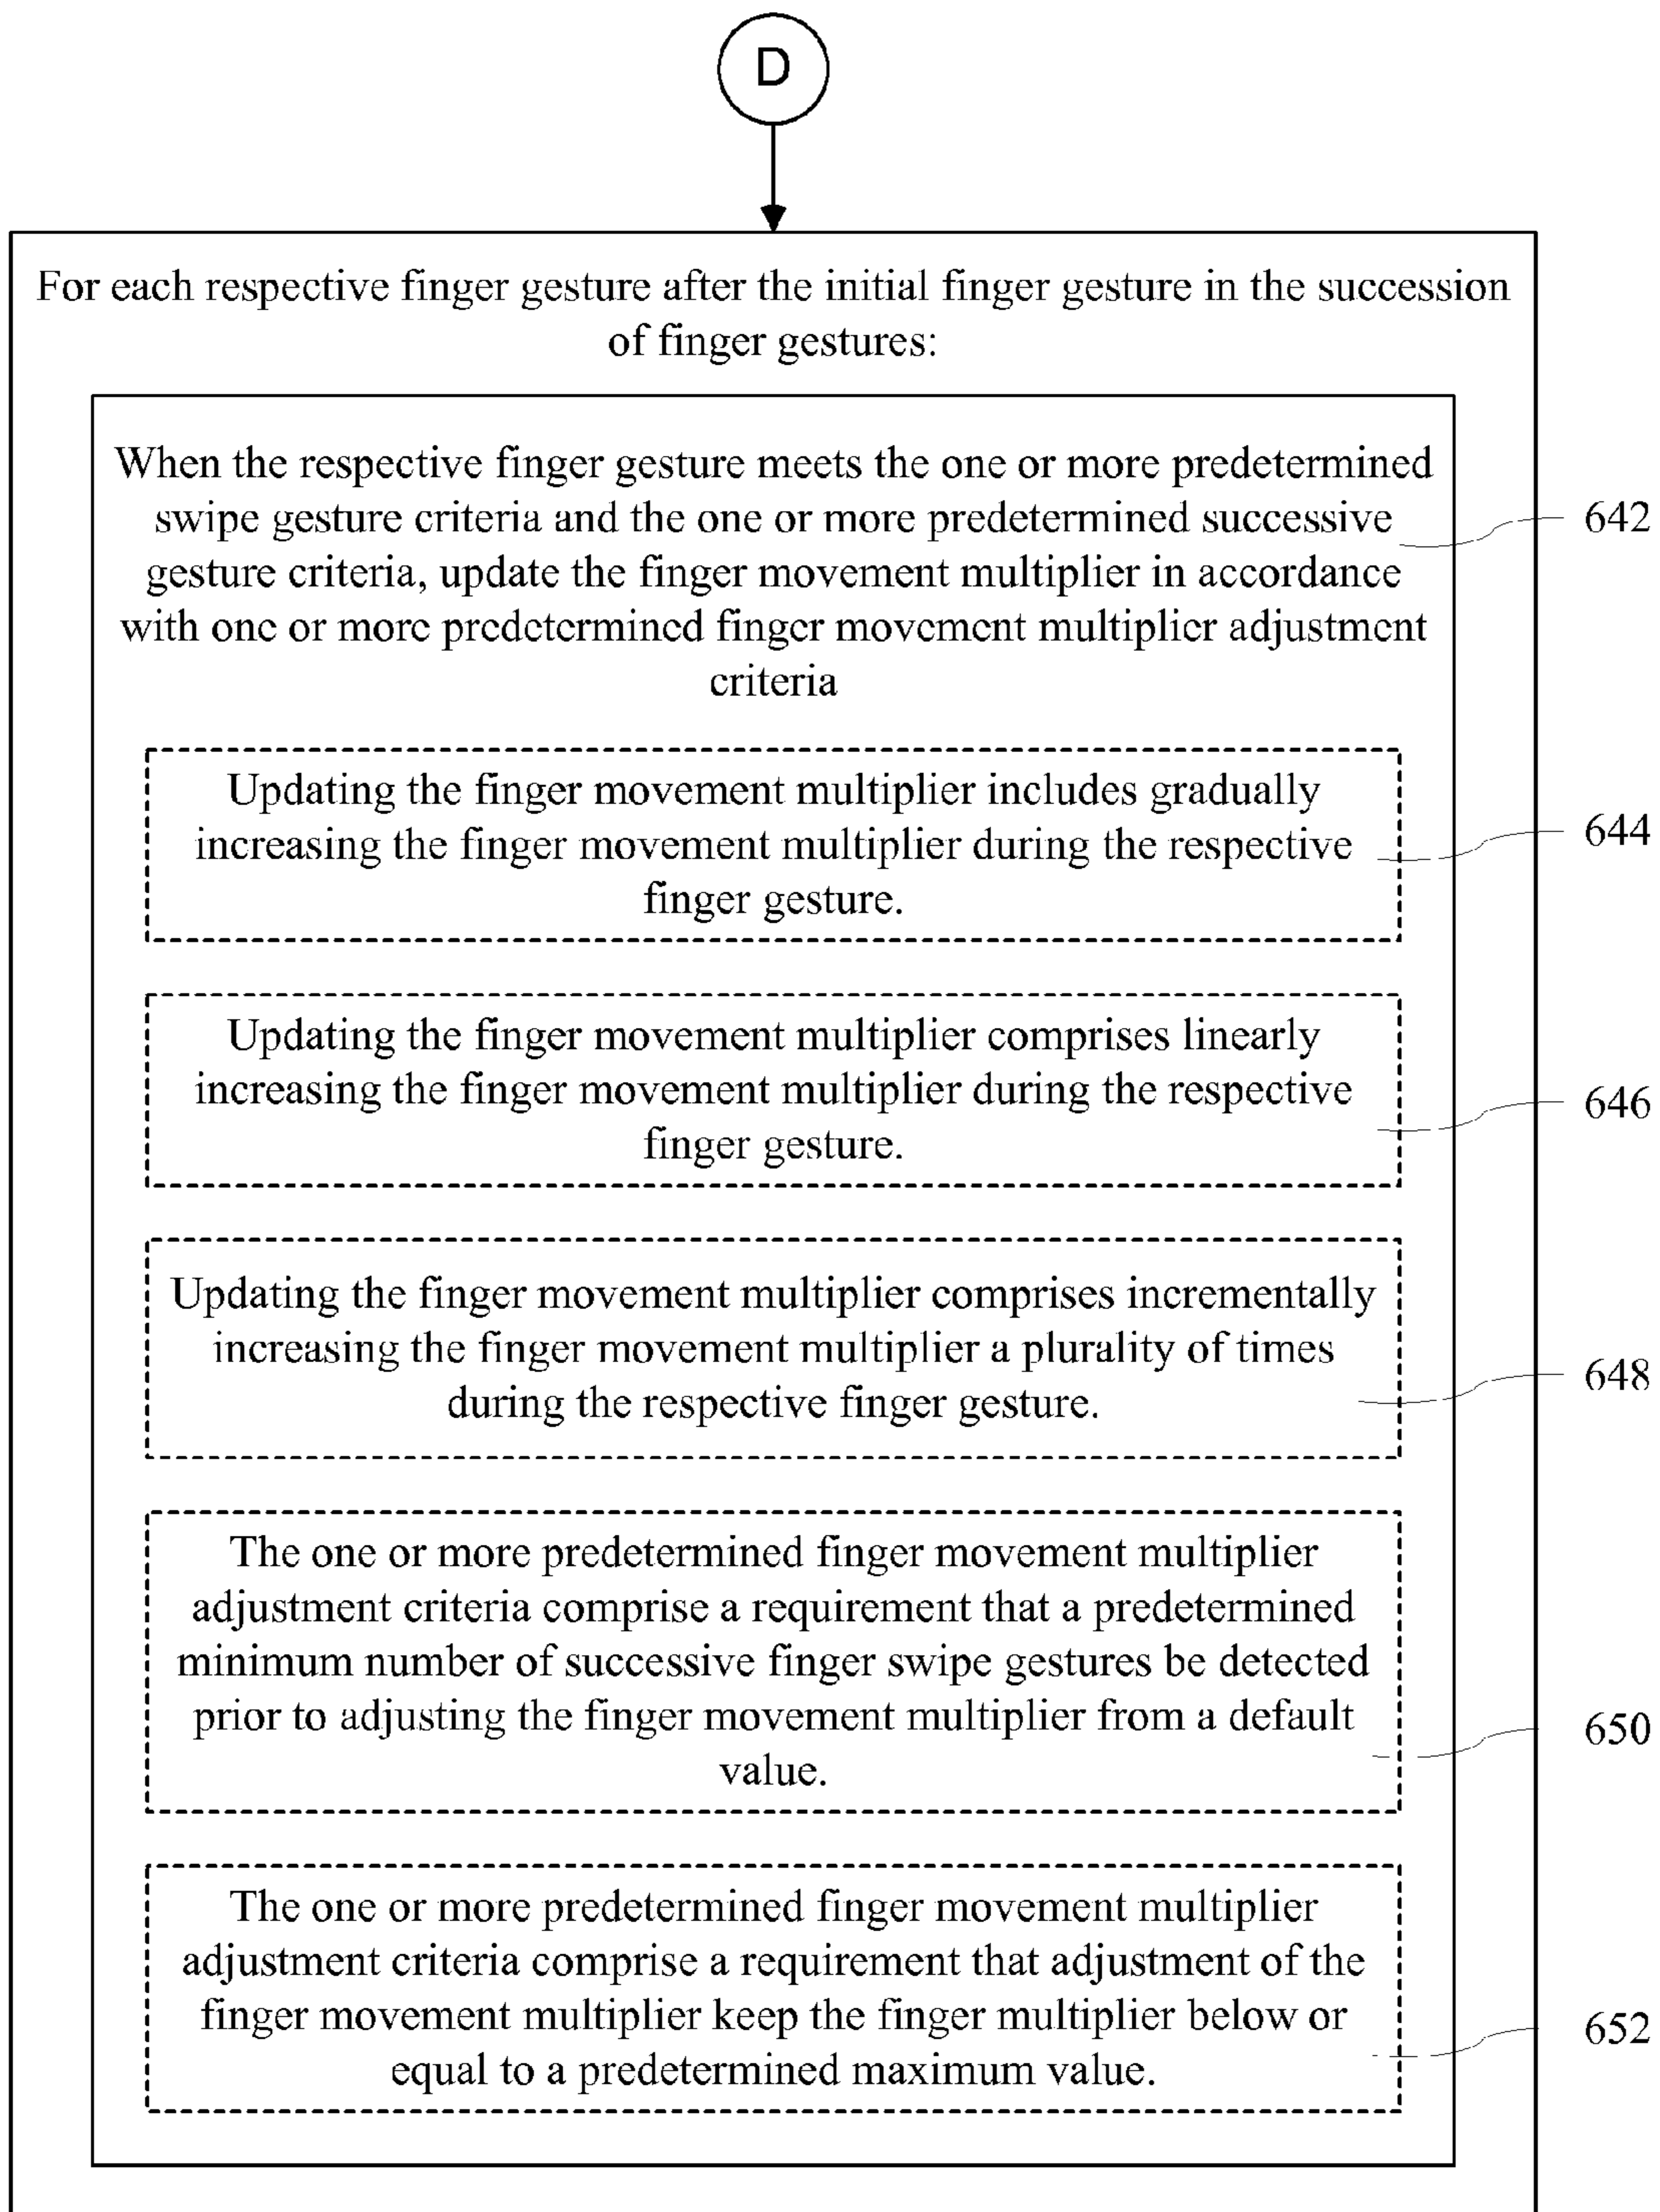 D
For each respective finger gesture after the initial finger gesture in the succession
of finger gestures:
When the respective finger gesture meets the one or more predetermined
swipe gesture criteria and the one or more predetermined successive
gesture criteria, update the finger movement multiplier in accordance
with one or more predetermined finger movement multiplier adjustment
criteria
642
Updating the finger movement multiplier includes gradually
increasing the finger movement multiplier during the respective
finger gesture.
644
Updating the finger movement multiplier comprises linearly
increasing the finger movement multiplier during the respective
finger gesture.
646
Updating the finger movement multiplier comprises incrementally
increasing the finger movement multiplier a plurality of times
during the respective finger gesture.
648
The one or more predetermined finger movement multiplier
adjustment criteria comprise a requirement that a predetermined
minimum number of successive finger swipe gestures be detected
prior to adjusting the finger movement multiplier from a default
value.
650
The one or more predetermined finger movement multiplier
adjustment criteria comprise a requirement that adjustment of the
finger movement multiplier keep the finger multiplier below or
equal to a predetermined maximum value.
652